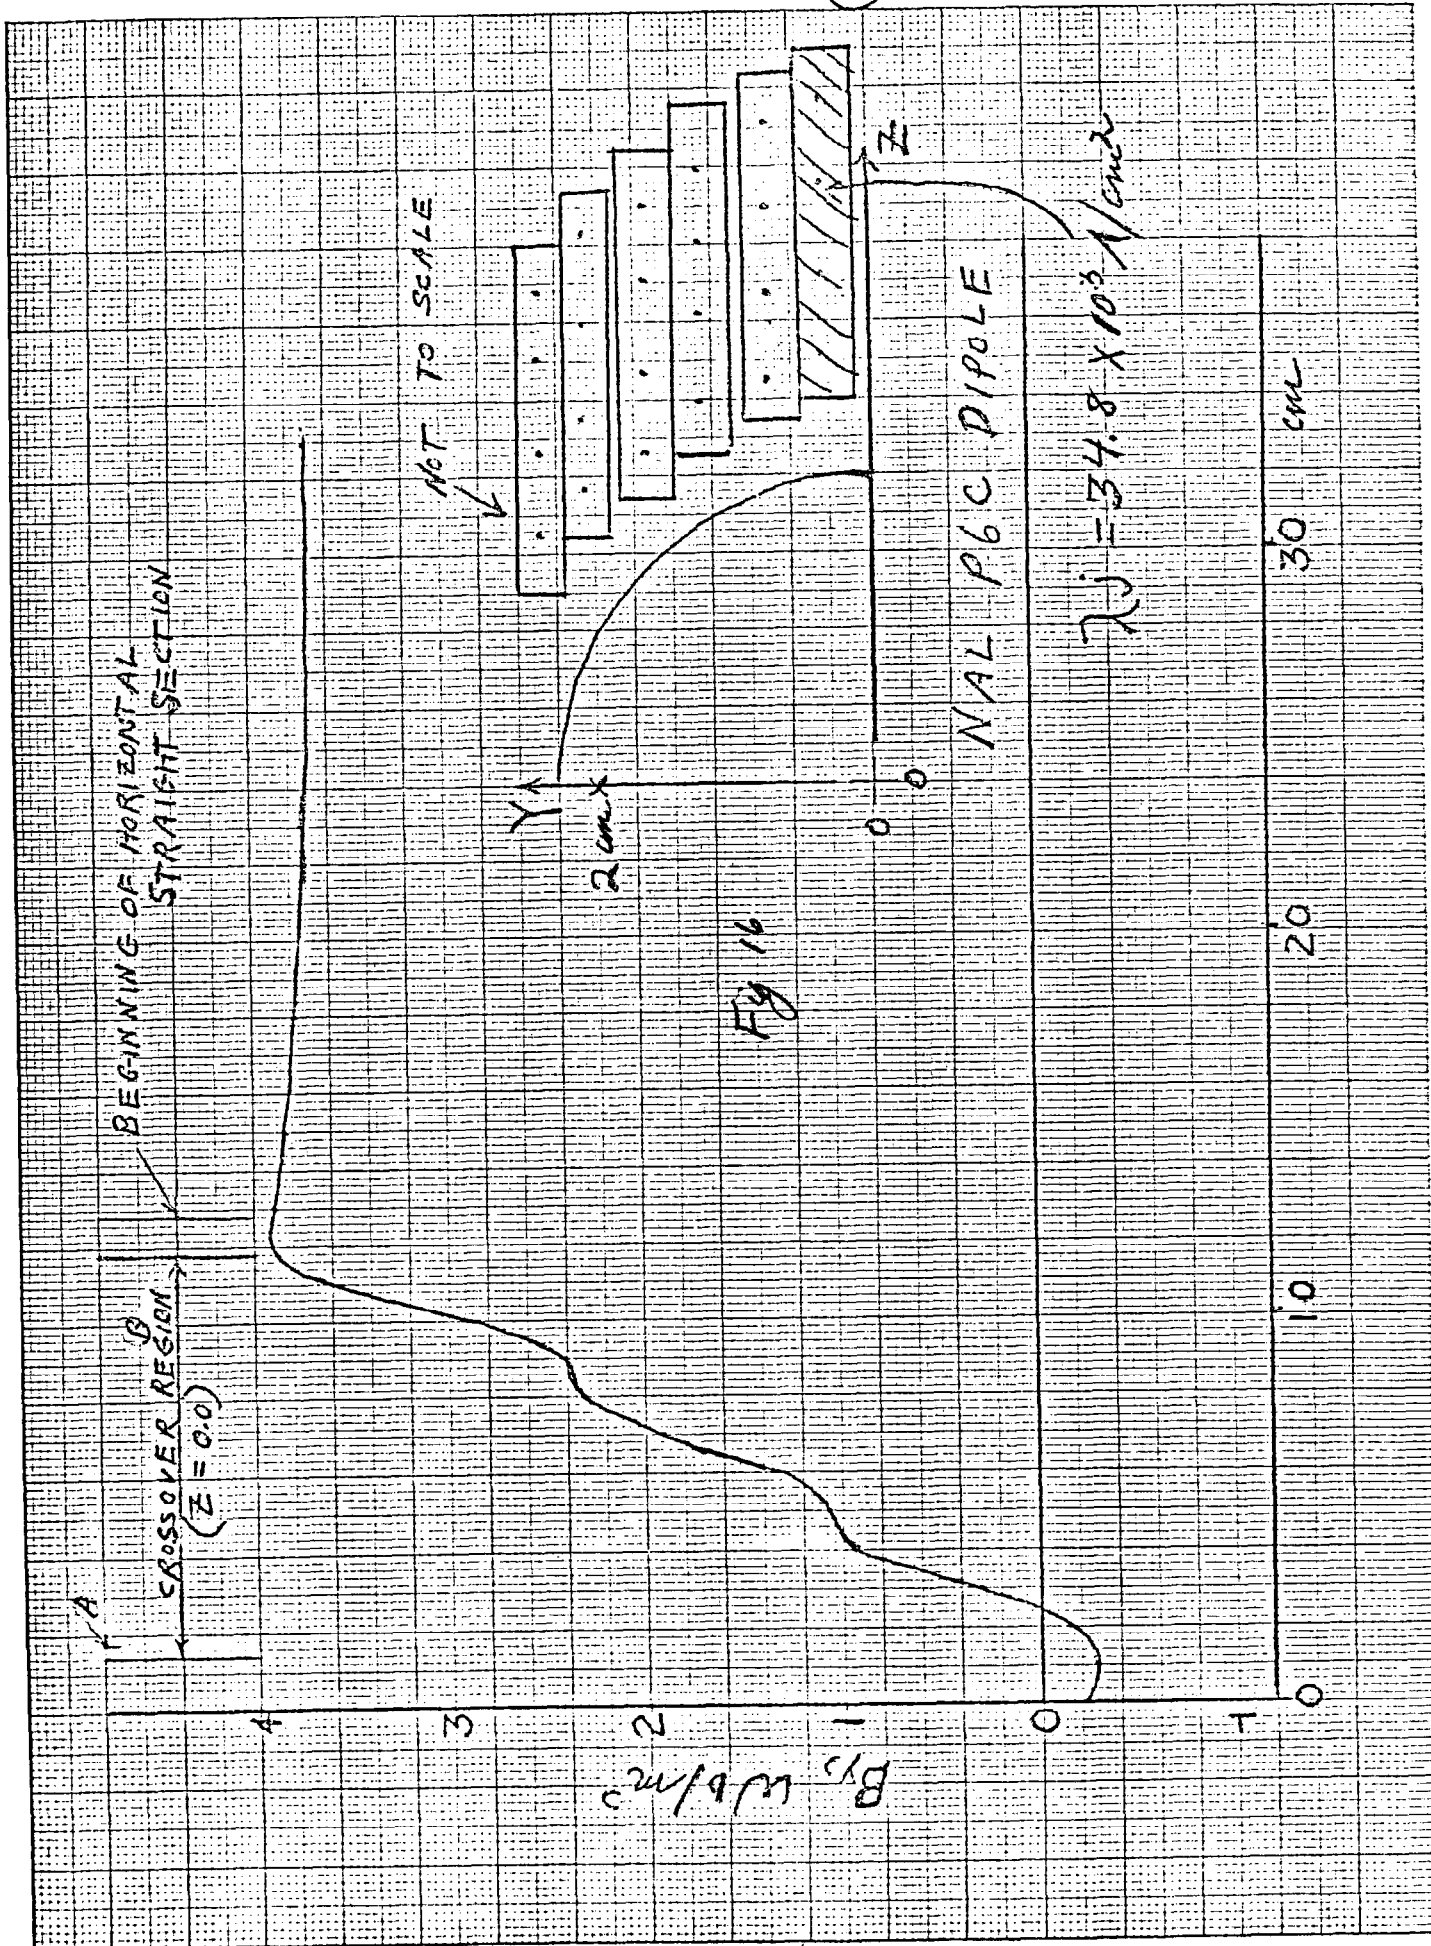 A
CROSSOVER REGION B
(Z = 0.0)
BEGINNING OF HORIZONTAL
STRAIGHT SECTION
NOT TO SCALE
Y
2 cm
0
0
Z
Fig 16
NAL P6C DIPOLE
λj = 34.8 X 10³
4
3
2
1
0
-1
By, Wb/m
0
10
20
30
cm